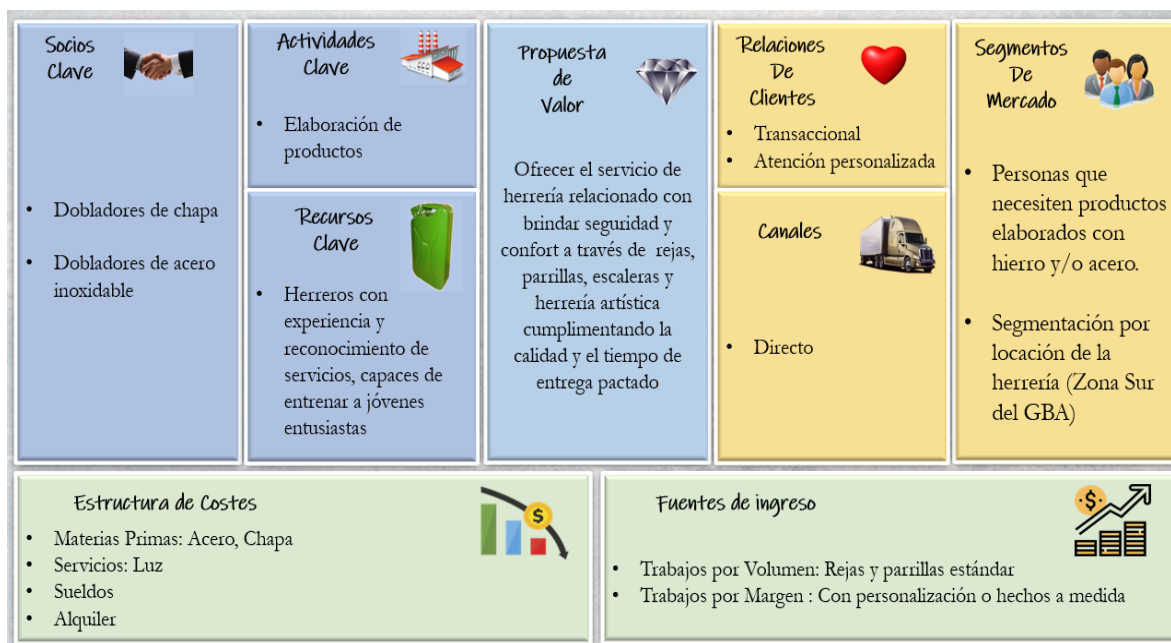 Socios
Clave
• Dobladores de chapa
• Dobladores de acero
inoxidable
Actividades
Clave
• Elaboración de
productos
Recursos
Clave
• Herreros con
experiencia y
reconocimiento de
servicios, capaces de
entrenar a jóvenes
entusiastas
Propuesta
de
Valor
Ofrecer el servicio de
herrería relacionado con
brindar seguridad y
confort a través de rejas,
parrillas, escaleras y
herrería artística
cumplimentando la
calidad y el tiempo de
entrega pactado
Relaciones
De
Clientes
• Transaccional
• Atención personalizada
Canales
• Directo
Segmentos
De
Mercado
• Personas que
necesiten productos
elaborados con
hierro y/o acero.
• Segmentación por
locación de la
herrería (Zona Sur
del GBA)
Estructura de Costes
$
• Materias Primas: Acero, Chapa
• Servicios: Luz
• Sueldos
• Alquiler
Fuentes de ingreso
$
• Trabajos por Volumen: Rejas y parrillas estándar
• Trabajos por Margen : Con personalización o hechos a medida